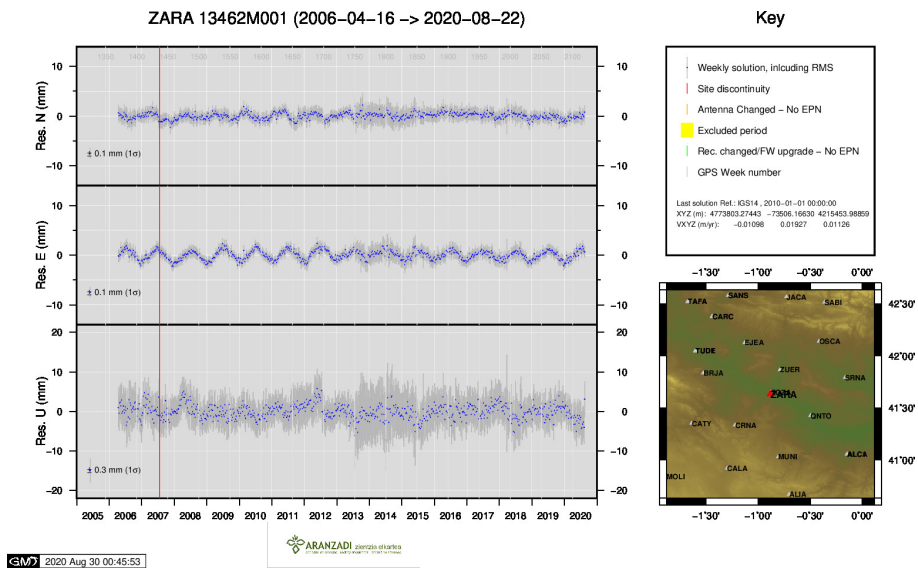 ZARA 13462M001 (2006-04-16 -> 2020-08-22)
Key
1350 1400 1450 1500 1550 1600 1650 1700 1750 1800 1850 1900 1950 2000 2050 2100
Res. N (mm)
10 0 -10
± 0.1 mm (1σ)
10 0 -10
Res. E (mm)
10 0 -10
± 0.1 mm (1σ)
10 0 -10
Res. U (mm)
20 10 0 -10 -20
± 0.3 mm (1σ)
20 10 0 -10 -20
2005 2006 2007 2008 2009 2010 2011 2012 2013 2014 2015 2016 2017 2018 2019 2020
Weekly solution, inlcuding RMS
Site discontinuity
Antenna Changed – No EPN
Excluded period
Rec. changed/FW upgrade – No EPN
GPS Week number
Last solution Ref.: IGS14 , 2010-01-01 00:00:00
XYZ (m): 4773803.27443 -73506.16630 4215453.98859
VXYZ (m/yr): -0.01098 0.01927 0.01126
-1°30' -1°00' -0°30' 0°00'
TAFA SANS JACA SABI
42°30'
CARC
EJEA OSCA
42°00'
TUDE
BRJA ZUER SRNA
ZARA
41°30'
QNTO
CATY CRNA
ALCA
41°00'
MUNI
CALA
MOLI
ALIA
-1°30' -1°00' -0°30' 0°00'
ARANZADI zientzia elkartea
GMT 2020 Aug 30 00:45:53